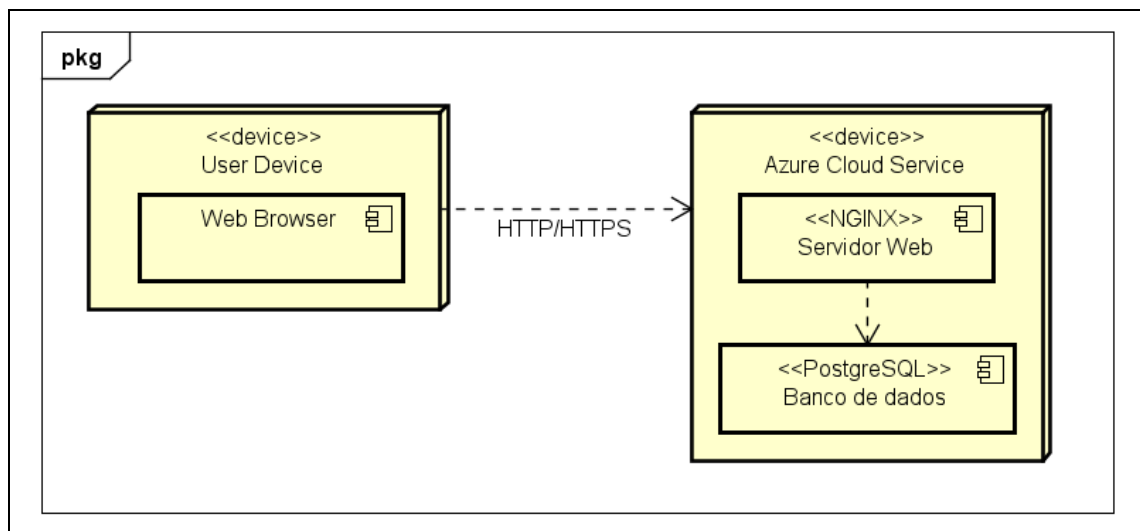 pkg
<<device>>
User Device
Web Browser
HTTP/HTTPS
<<device>>
Azure Cloud Service
<<NGINX>>
Servidor Web
<<PostgreSQL>>
Banco de dados